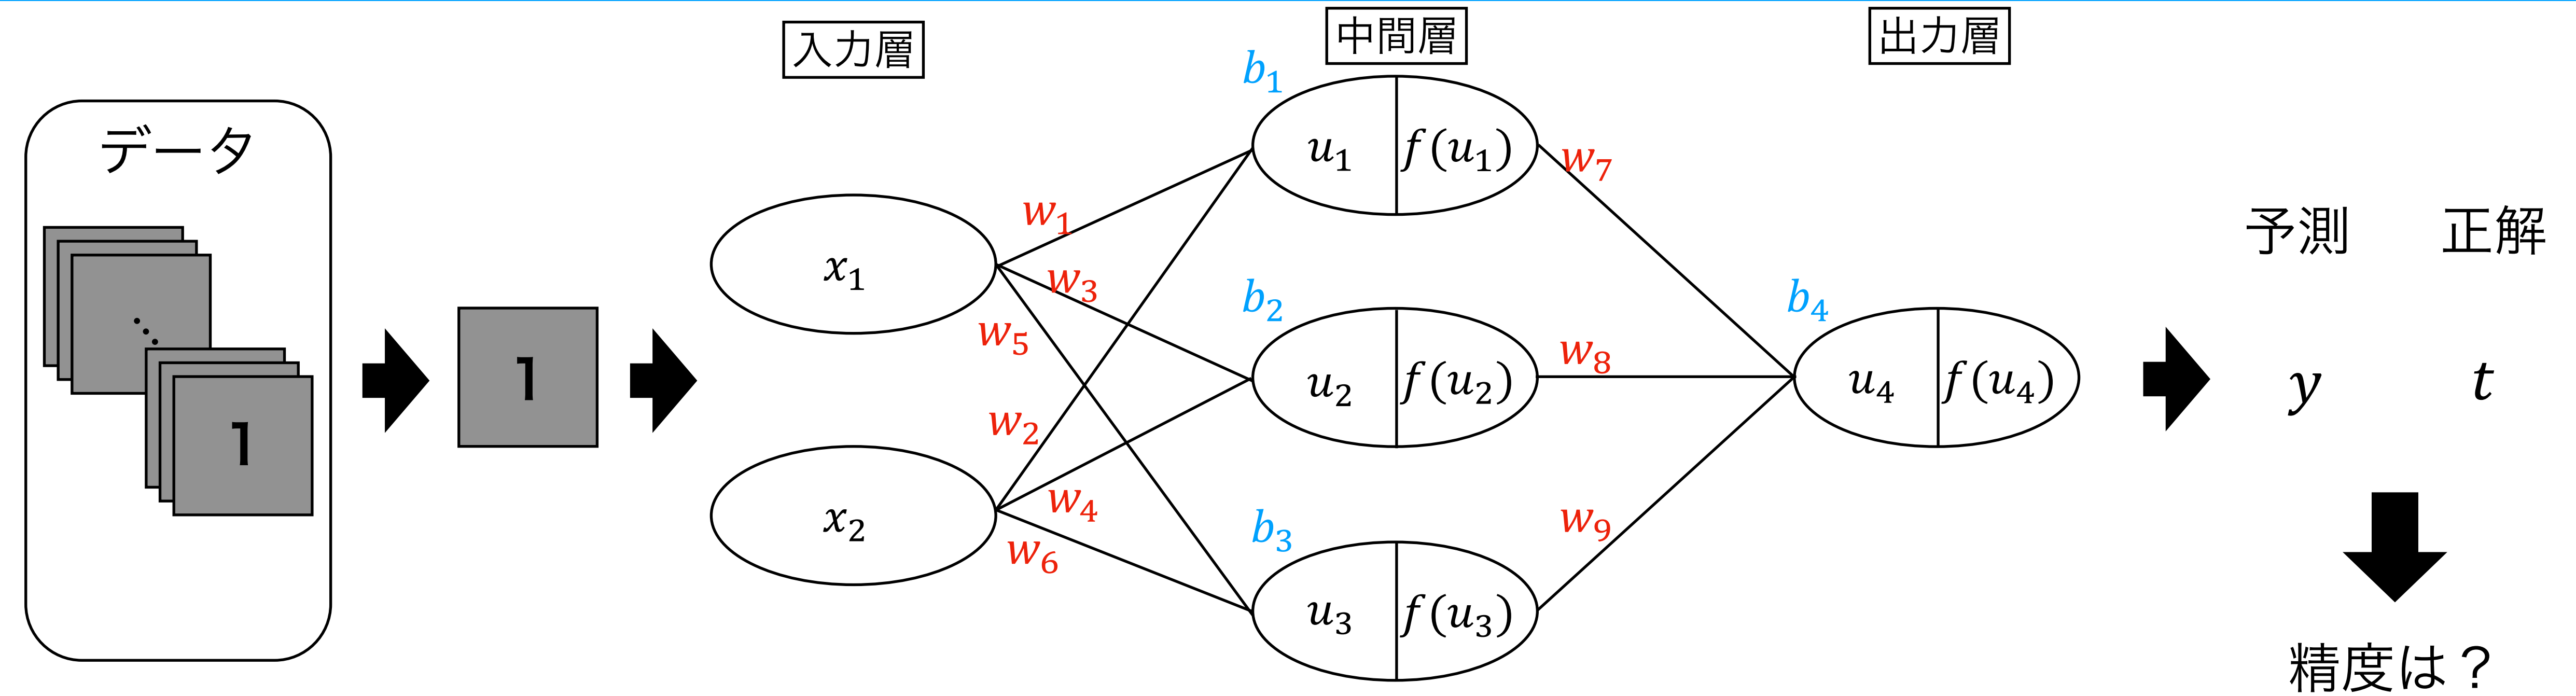 入力層
中間層
出力層
データ
1
1
x₁
x₂
w₁
w₃
w₅
w₂
w₄
w₆
b₁
u₁ f(u₁)
b₂
u₂ f(u₂)
b₃
u₃ f(u₃)
w₇
w₈
w₉
b₄
u₄ f(u₄)
予測 正解
y t
精度は？